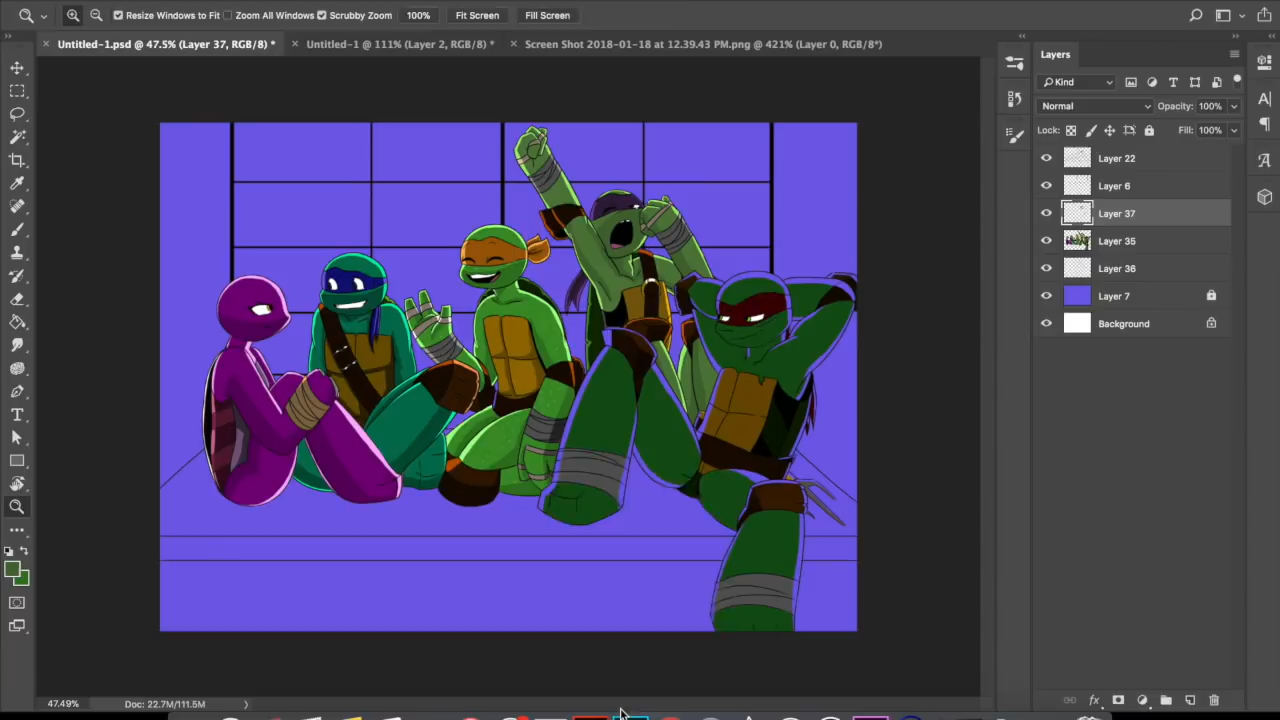 Resize Windows to Fit Zoom All Windows Scrubby Zoom 100% Fit Screen Fill Screen
× Untitled-1.psd @ 47.5% (Layer 37, RGB/8) * × Untitled-1 @ 111% (Layer 2, RGB/8) * × Screen Shot 2018-01-18 at 12.39.43 PM.png @ 421% (Layer 0, RGB/8*)
Layers
Kind
Normal Opacity: 100%
Lock: Fill: 100%
Layer 22
Layer 6
Layer 37
Layer 35
Layer 36
Layer 7
Background
47.49% Doc: 22.7M/111.5M
fx